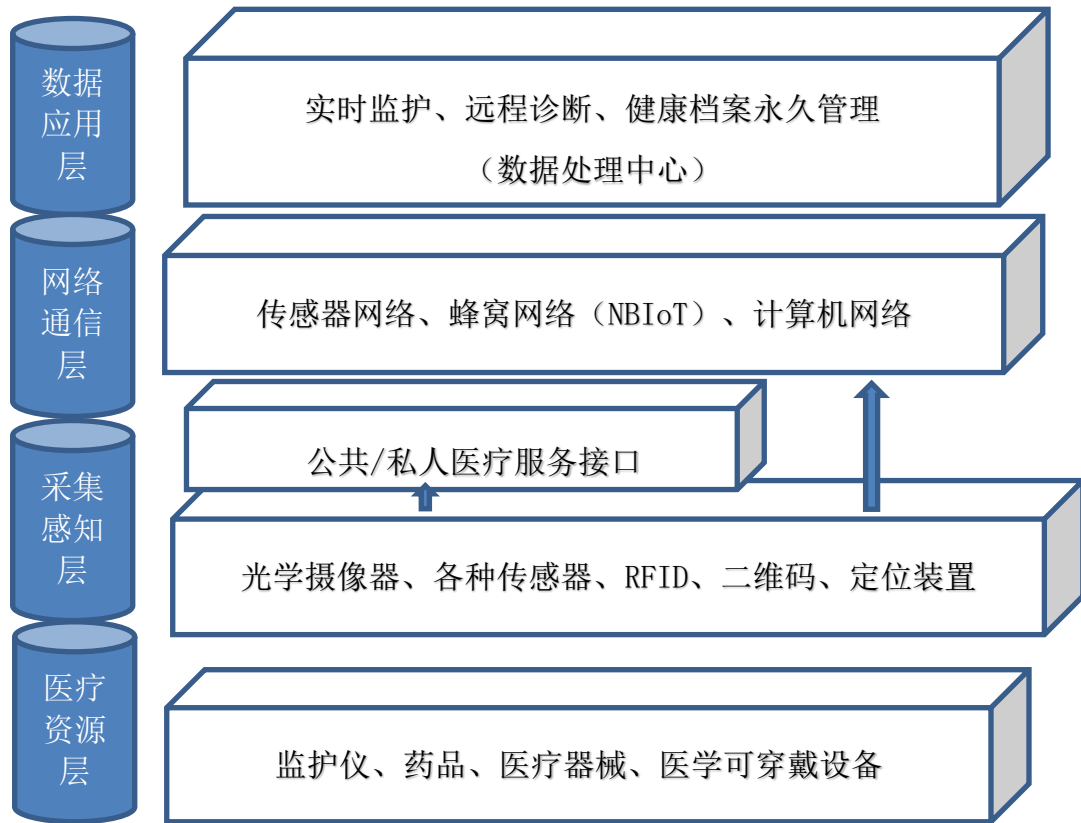 数据
应用
层
实时监护、远程诊断、健康档案永久管理
（数据处理中心）
网络
通信
层
传感器网络、蜂窝网络（NBIoT）、计算机网络
公共/私人医疗服务接口
采集
感知
层
光学摄像器、各种传感器、RFID、二维码、定位装置
医疗
资源
层
监护仪、药品、医疗器械、医学可穿戴设备